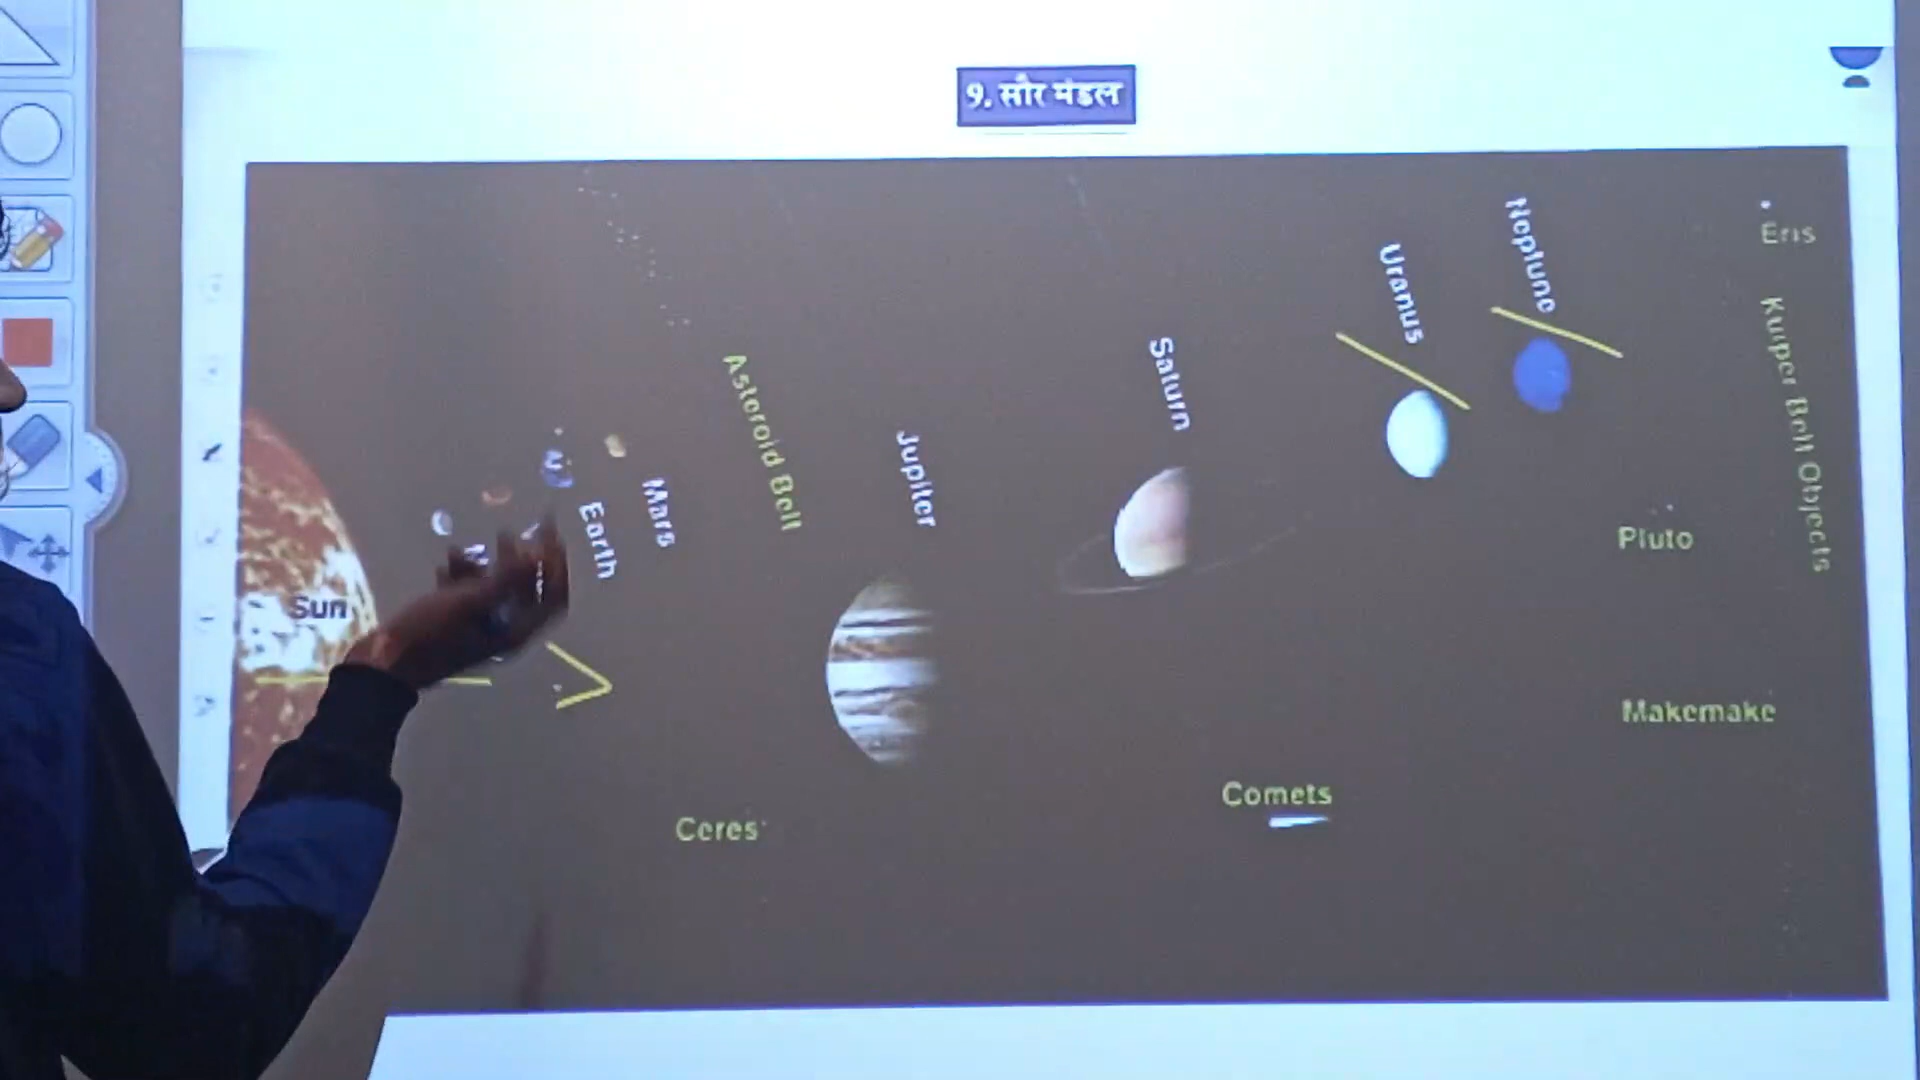 9. सौर मंडल
Neptune
Eris
Uranus
Kuiper Belt Objects
Saturn
Asteroid Belt
Jupiter
Mars
Earth
Pluto
Sun
Makemake
Comets
Ceres